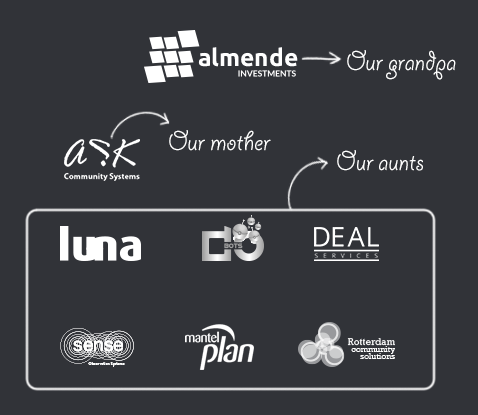 almende
INVESTMENTS
Our grandpa
ASK
Community Systems
Our mother
Our aunts
luna
do
BOTS
DEAL
SERVICES
sense
Observation Systems
mantel
plan
Rotterdam
community
solutions